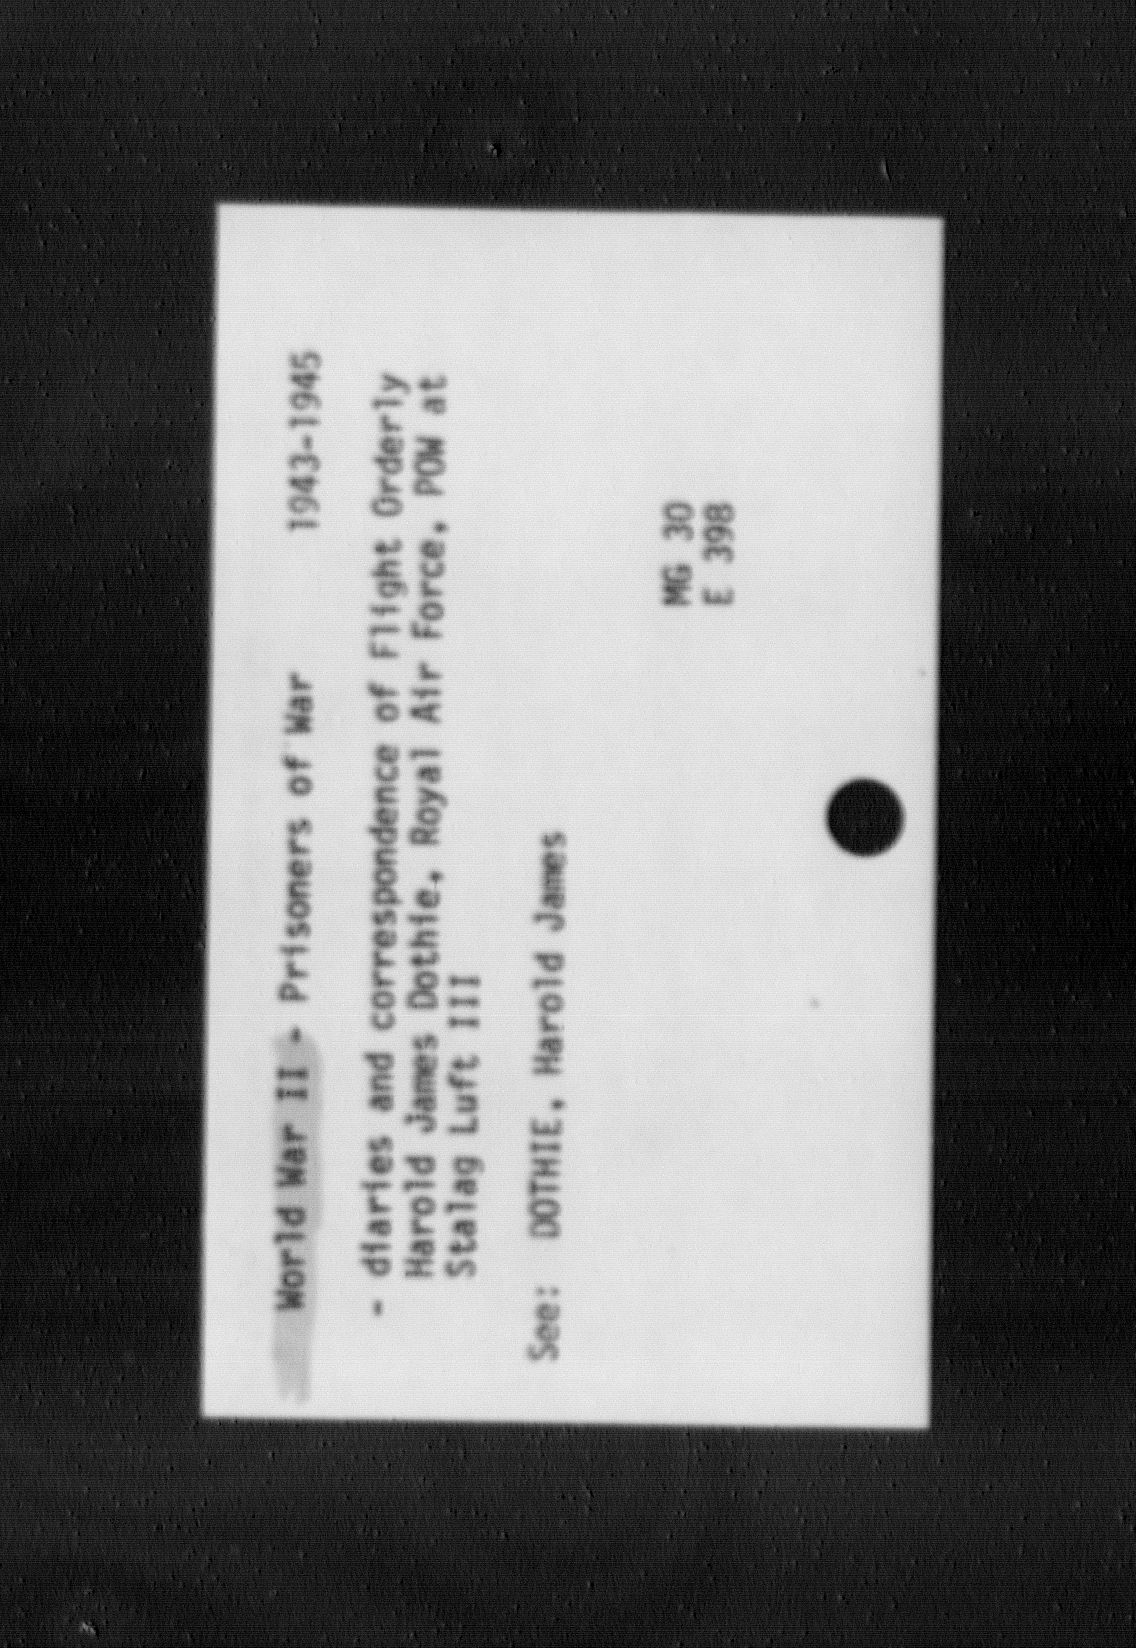 World War II - Prisoners of War 1943-1945
- diaries and correspondence of Flight Orderly
Harold James Dothie, Royal Air Force, POW at
Stalag Luft III
See: DOTHIE, Harold James
MG 30
E 398